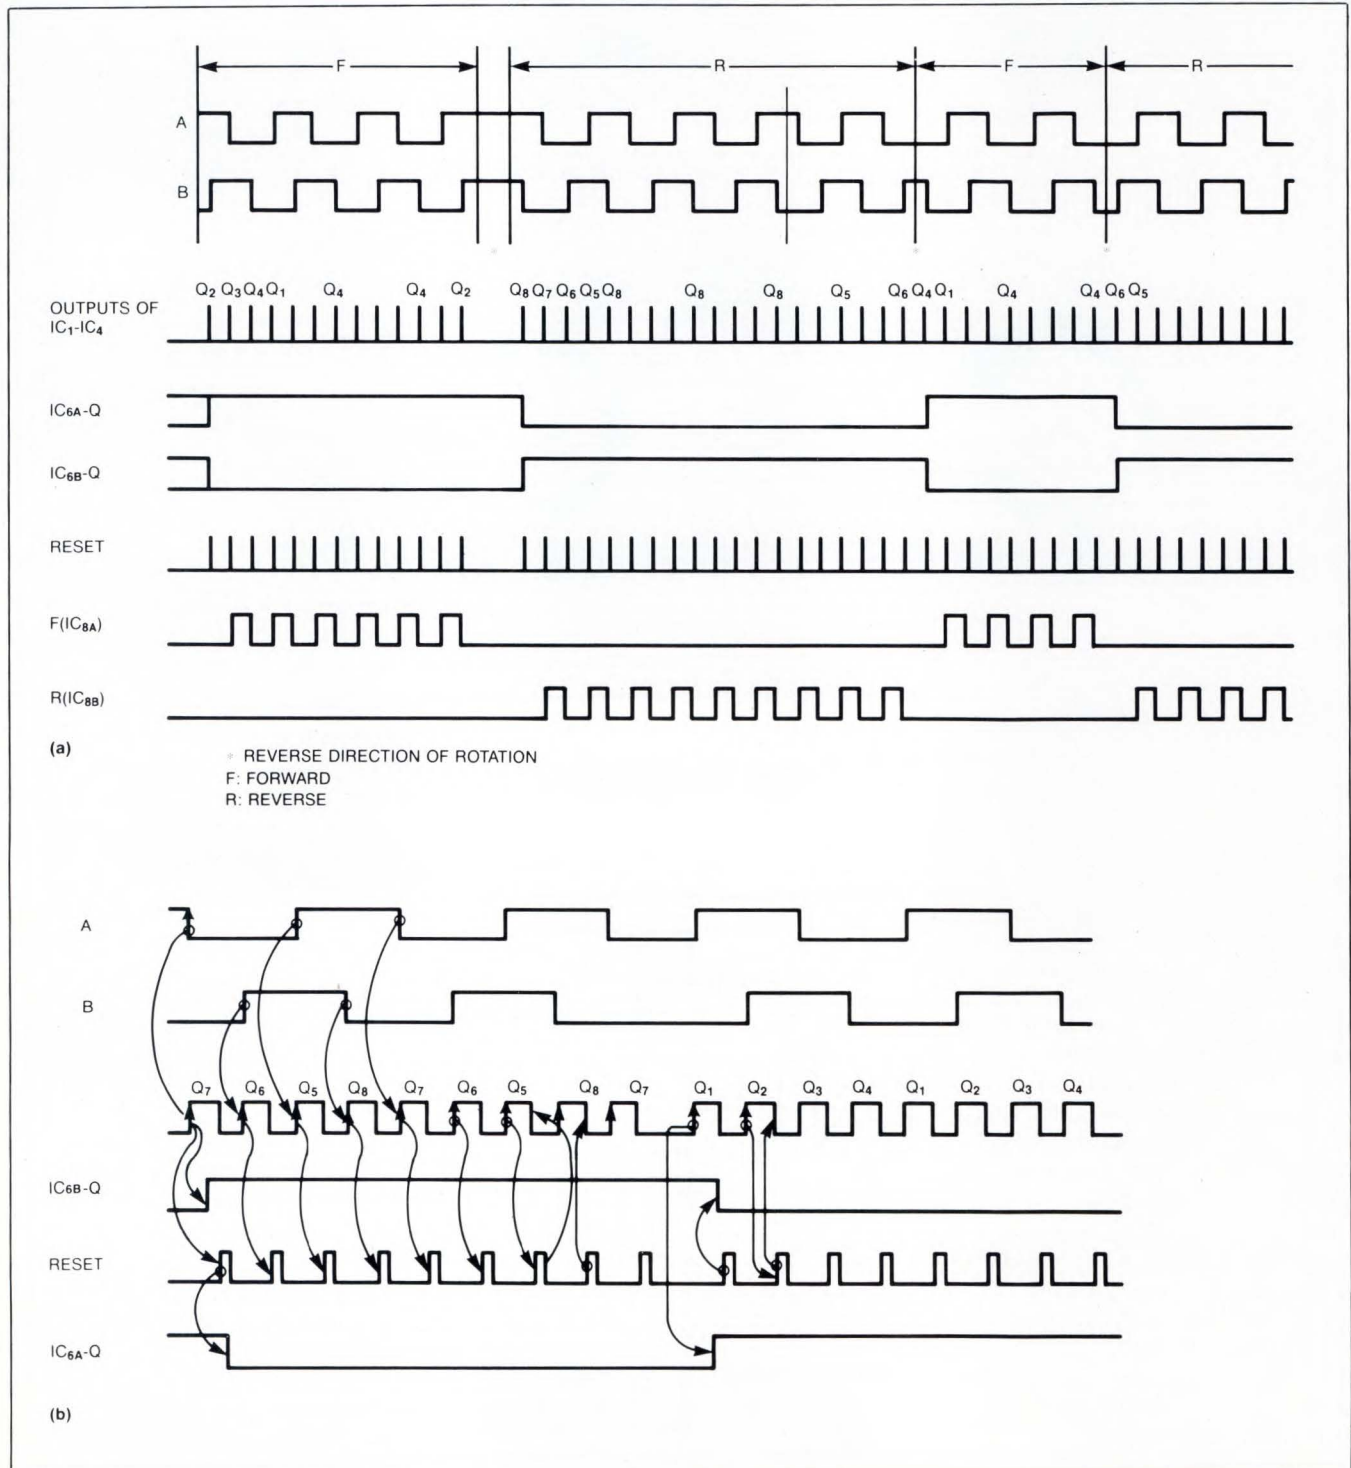 F R F R
A
B
Q₂ Q₃ Q₄ Q₁ Q₄ Q₄ Q₂ Q₈ Q₇ Q₆ Q₅ Q₈ Q₈ Q₈ Q₅ Q₆ Q₄ Q₁ Q₄ Q₄ Q₆ Q₅
OUTPUTS OF
IC₁-IC₄
IC₆A-Q
IC₆B-Q
RESET
F(IC₈A)
R(IC₈B)
(a)
* REVERSE DIRECTION OF ROTATION
F: FORWARD
R: REVERSE
A
B
Q₇ Q₆ Q₅ Q₈ Q₇ Q₆ Q₅ Q₈ Q₇ Q₁ Q₂ Q₃ Q₄ Q₁ Q₂ Q₃ Q₄
IC₆B-Q
RESET
IC₆A-Q
(b)